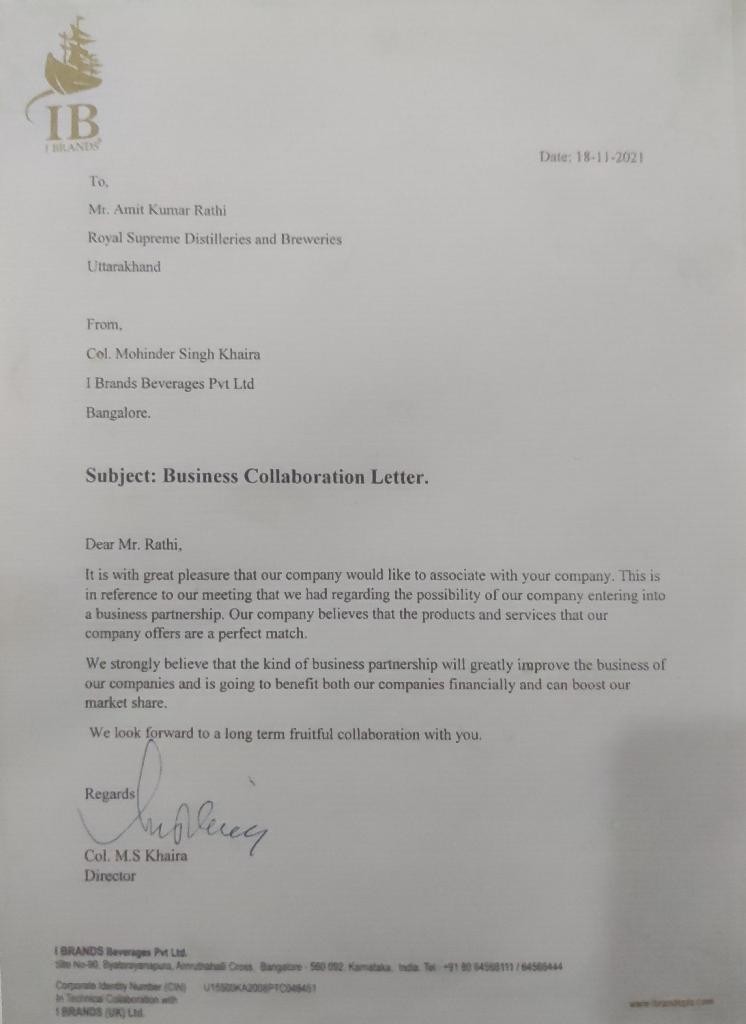 IB
I BRANDS
Date: 18-11-2021
To,
Mr. Amit Kumar Rathi
Royal Supreme Distilleries and Breweries
Uttarakhand
From,
Col. Mohinder Singh Khaira
I Brands Beverages Pvt Ltd
Bangalore.
Subject: Business Collaboration Letter.
Dear Mr. Rathi,
It is with great pleasure that our company would like to associate with your company. This is
in reference to our meeting that we had regarding the possibility of our company entering into
a business partnership. Our company believes that the products and services that our
company offers are a perfect match.
We strongly believe that the kind of business partnership will greatly improve the business of
our companies and is going to benefit both our companies financially and can boost our
market share.
We look forward to a long term fruitful collaboration with you.
Regards
Col. M.S Khaira
Director
I BRANDS Beverages Pvt Ltd.
Site No-90, Byatarayanapura, Amruthahalli Cross, Bangalore - 560 092, Karnataka, India. Tel : +91 80 64568111 / 64566444
Corporate Identity Number (CIN)
In Technical Collaboration with
I BRANDS (UK) Ltd.